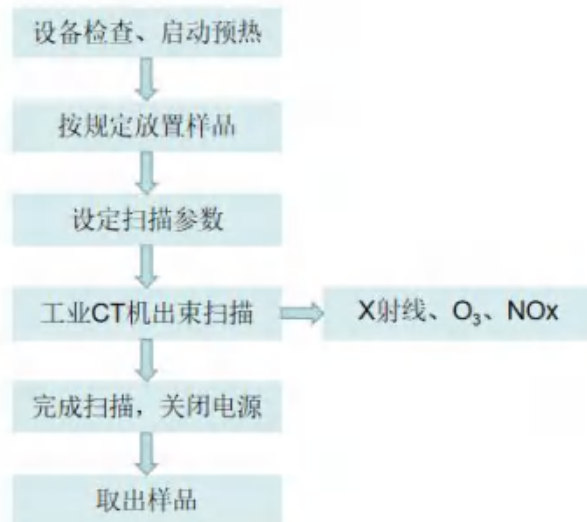 设备检查、启动预热
按规定放置样品
设定扫描参数
工业CT机出束扫描
X射线、O₃、NOx
完成扫描，关闭电源
取出样品